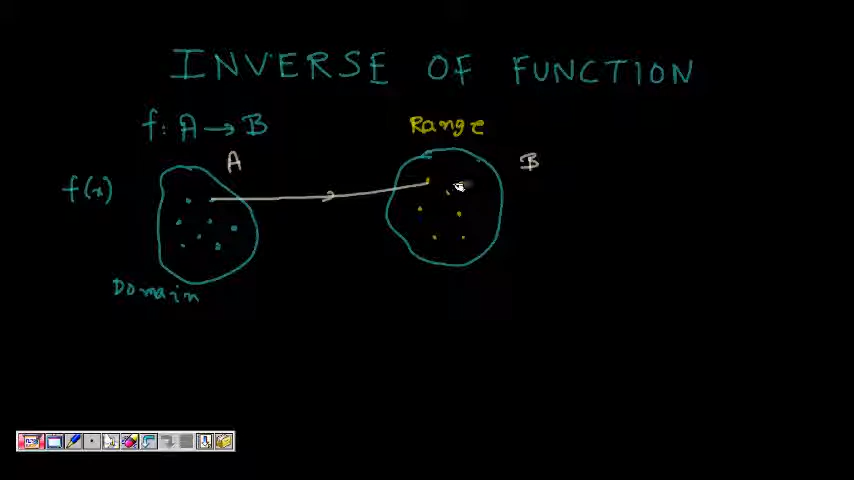 INVERSE OF FUNCTION
f: A → B
Range
A
B
f(x)
Domain